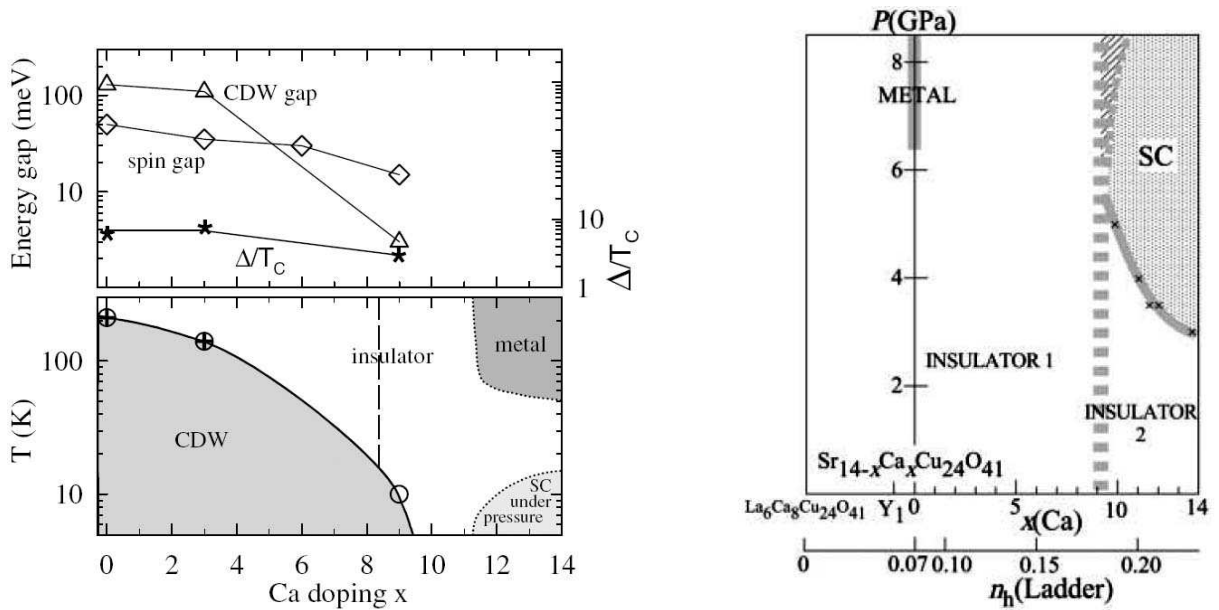 Energy gap (meV)
100
10
CDW gap
spin gap
Δ/T_C
10
1
Δ/T_C
T (K)
100
10
insulator
metal
CDW
SC
under
pressure
0 2 4 6 8 10 12 14
Ca doping x
P(GPa)
8
METAL
6
SC
4
INSULATOR 1
2
INSULATOR
2
Sr₁₄₋ₓCaₓCu₂₄O₄₁
La₆Ca₈Cu₂₄O₄₁ Y₁ 0 5 10 14
x(Ca)
0 0.07 0.10 0.15 0.20
n_h(Ladder)